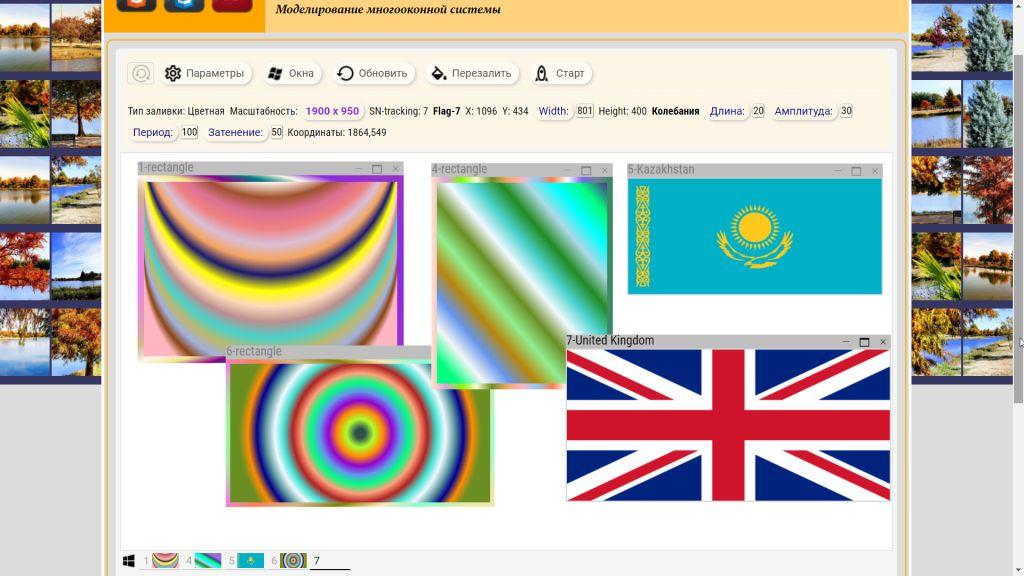 Моделирование многооконной системы
Параметры Окна Обновить Перезалить Старт
Тип заливки: Цветная Масштабность: 1900 x 950 SN-tracking: 7 Flag-7 X: 1096 Y: 434 Width: 801 Height: 400 Колебания Длина: 20 Амплитуда: 30
Период: 100 Затенение: 50 Координаты: 1864,549
1-rectangle
4-rectangle
5-Kazakhstan
6-rectangle
7-United Kingdom
1 4 5 6 7